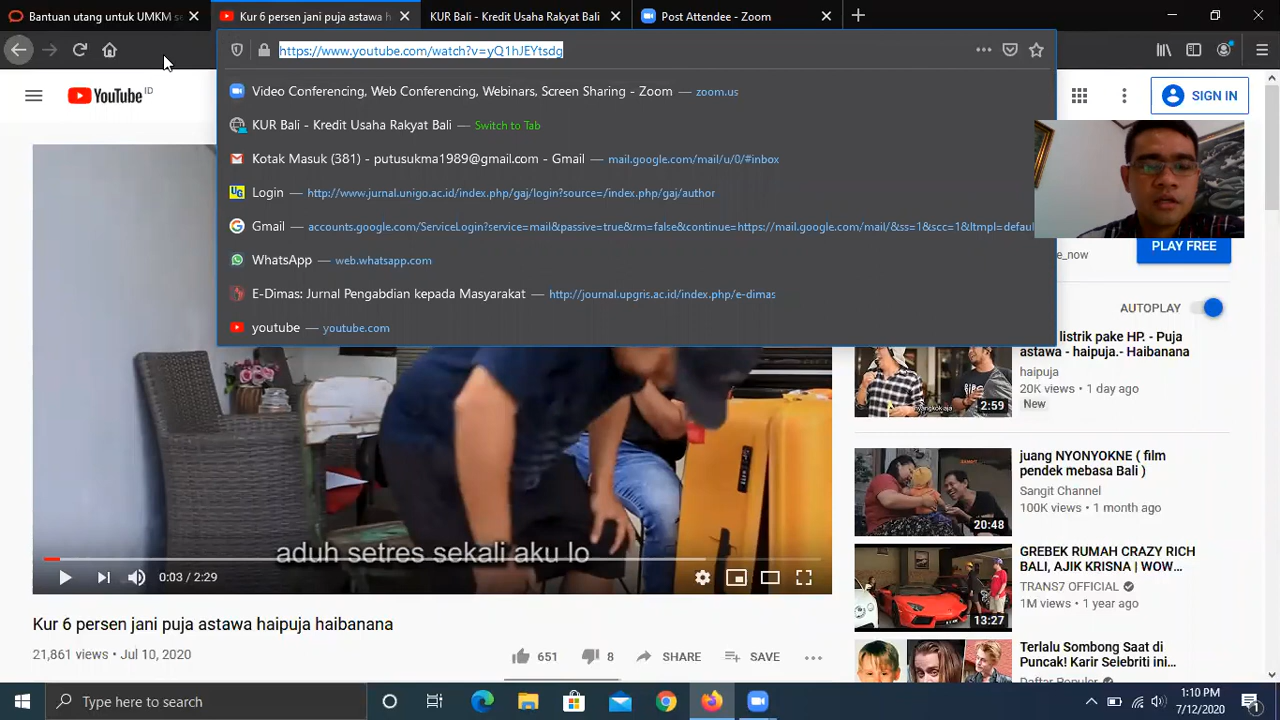 Bantuan utang untuk UMKM se
Kur 6 persen jani puja astawa h
KUR Bali - Kredit Usaha Rakyat Bali
Post Attendee - Zoom
https://www.youtube.com/watch?v=yQ1hJEYtsdg
Video Conferencing, Web Conferencing, Webinars, Screen Sharing - Zoom — zoom.us
KUR Bali - Kredit Usaha Rakyat Bali — Switch to Tab
Kotak Masuk (381) - putusukma1989@gmail.com - Gmail — mail.google.com/mail/u/0/#inbox
UG Login — http://www.jurnal.unigo.ac.id/index.php/gaj/login?source=/index.php/gaj/author
Gmail — accounts.google.com/ServiceLogin?service=mail&passive=true&rm=false&continue=https://mail.google.com/mail/&ss=1&scc=1&ltmpl=defaul
WhatsApp — web.whatsapp.com
E-Dimas: Jurnal Pengabdian kepada Masyarakat — http://journal.upgris.ac.id/index.php/e-dimas
youtube — youtube.com
YouTube ID
SIGN IN
e_now
PLAY FREE
AUTOPLAY
listrik pake HP. - Puja
astawa - haipuja.- Haibanana
haipuja
20K views • 1 day ago
New
2:59
juang NYONYOKNE ( film
pendek mebasa Bali )
Sangit Channel
100K views • 1 month ago
20:48
GREBEK RUMAH CRAZY RICH
BALI, AJIK KRISNA | WOW...
TRANS7 OFFICIAL
1M views • 1 year ago
13:27
Terlalu Sombong Saat di
Puncak! Karir Selebriti ini...
Daftar Populer
aduh setres sekali aku lo
0:03 / 2:29
Kur 6 persen jani puja astawa haipuja haibanana
21,861 views • Jul 10, 2020
651
8
SHARE
SAVE
Type here to search
1:10 PM
7/12/2020
1